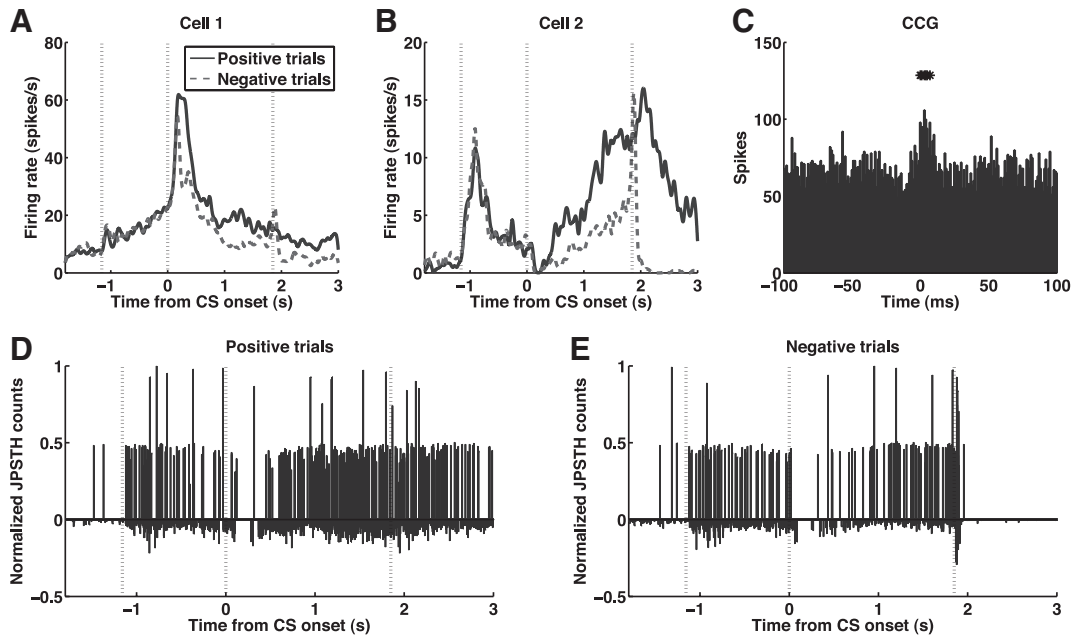 A
Cell 1
80
60
40
20
0
Firing rate (spikes/s)
Positive trials
Negative trials
−1 0 1 2 3
Time from CS onset (s)
B
Cell 2
20
15
10
5
0
Firing rate (spikes/s)
−1 0 1 2 3
Time from CS onset (s)
C
CCG
150
100
50
0
Spikes
−100 −50 0 50 100
Time (ms)
D
Positive trials
1
0.5
0
−0.5
Normalized JPSTH counts
−1 0 1 2 3
Time from CS onset (s)
E
Negative trials
1
0.5
0
−0.5
Normalized JPSTH counts
−1 0 1 2 3
Time from CS onset (s)